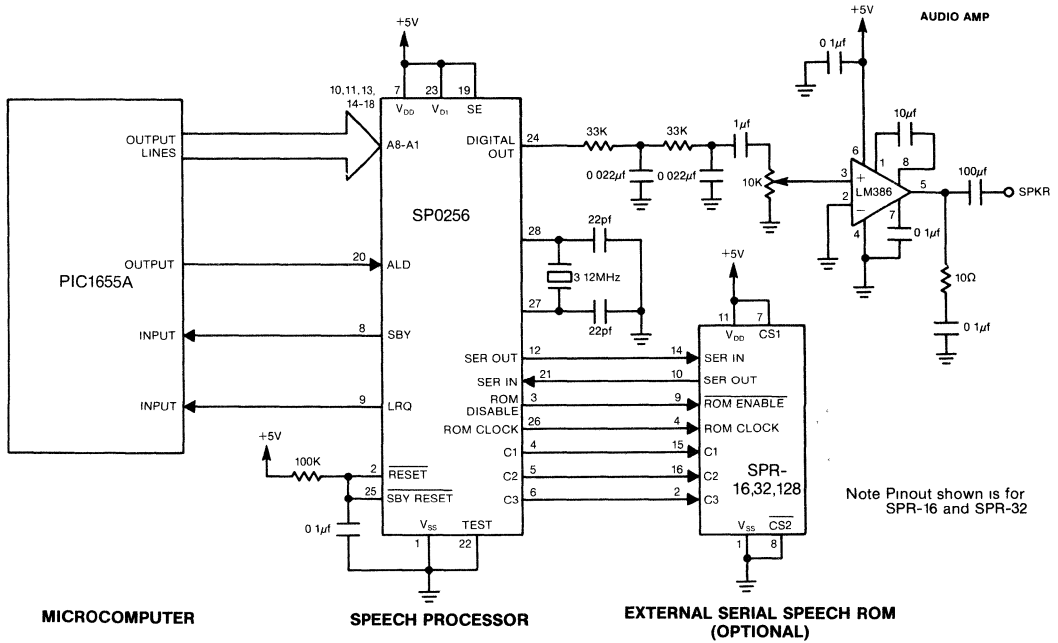 +5V
+5V
AUDIO AMP
0 1µf
10,11,13,
14-18
7
23
19
V_DD
V_D1
SE
OUTPUT
LINES
A8-A1
DIGITAL
OUT
24
33K
33K
1µf
0 022µf
0 022µf
10K
10µf
6
1
8
3
+
LM386
2
−
5
7
4
100µf
SPKR
0 1µf
10Ω
0 1µf
SP0256
28
22pf
3 12MHz
27
22pf
PIC1655A
OUTPUT
20
ALD
INPUT
8
SBY
INPUT
9
LRQ
+5V
11
7
V_DD
CS1
SER OUT
12
14
SER IN
SER IN
21
10
SER OUT
ROM
DISABLE
3
9
ROM ENABLE
ROM CLOCK
26
4
ROM CLOCK
C1
4
15
C1
C2
5
16
C2
C3
6
2
C3
SPR-
16,32,128
+5V
100K
2
RESET
25
SBY RESET
0 1µf
V_SS
TEST
1
22
V_SS
CS2
1
8
Note Pinout shown is for
SPR-16 and SPR-32
MICROCOMPUTER
SPEECH PROCESSOR
EXTERNAL SERIAL SPEECH ROM
(OPTIONAL)